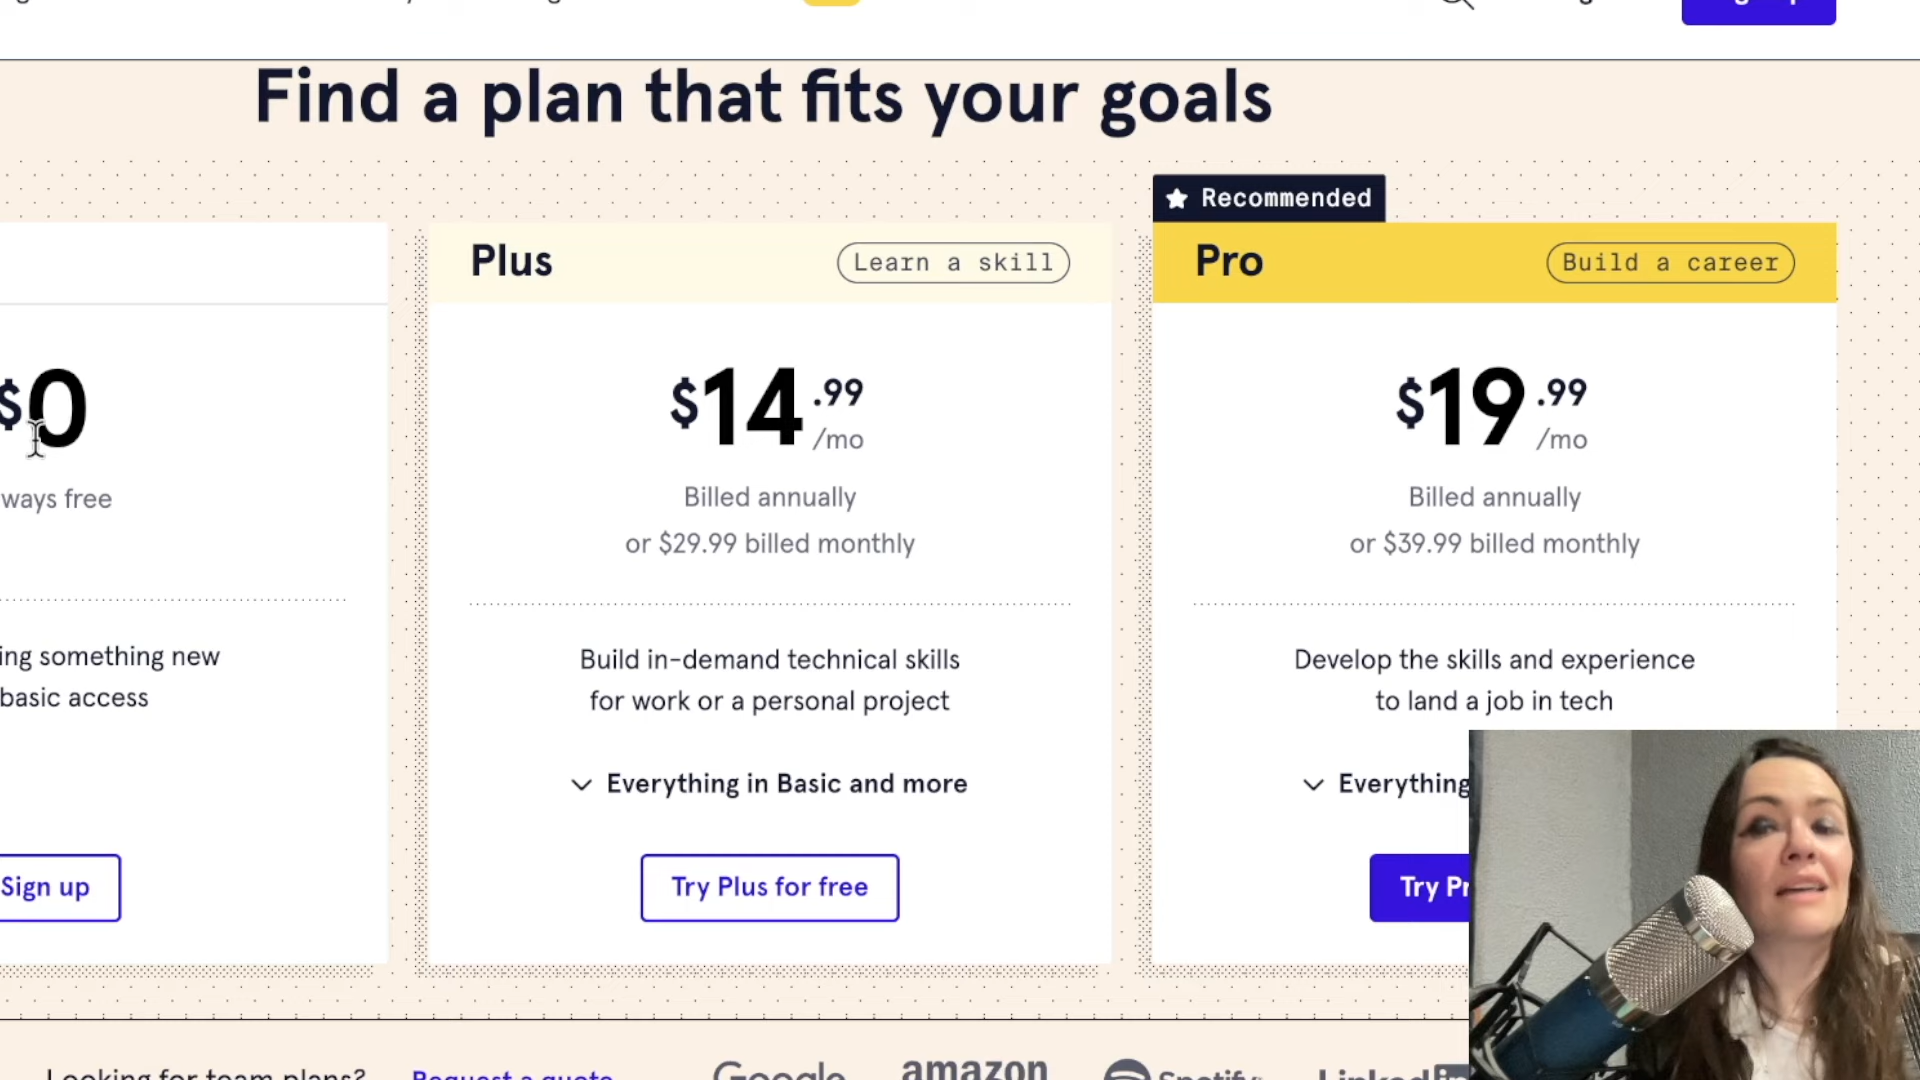 Find a plan that fits your goals
Recommended
Plus
Learn a skill
Pro
Build a career
$0
ways free
$14.99
/mo
Billed annually
or $29.99 billed monthly
$19.99
/mo
Billed annually
or $39.99 billed monthly
ing something new
basic access
Build in-demand technical skills
for work or a personal project
Develop the skills and experience
to land a job in tech
Everything in Basic and more
Everything
Sign up
Try Plus for free
Try Pr
Looking for team plans?
Request a quote
Google
amazon
Spotify
LinkedIn